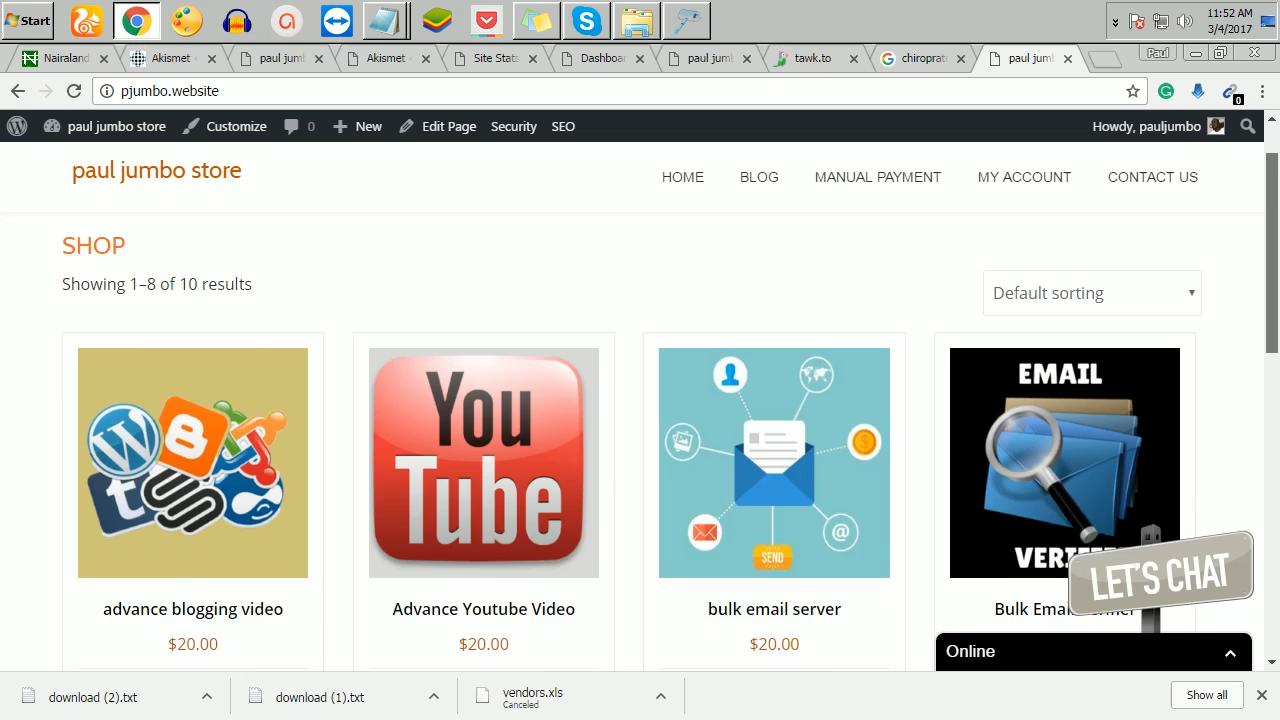 Start
11:52 AM
3/4/2017
Nairaland
Akismet
paul jum
Akismet
Site Stats
Dashboar
paul jum
tawk.to
chiroprat
paul jum
Paul
pjumbo.website
0
paul jumbo store
Customize
0
New
Edit Page
Security
SEO
Howdy, pauljumbo
paul jumbo store
HOME
BLOG
MANUAL PAYMENT
MY ACCOUNT
CONTACT US
SHOP
Showing 1–8 of 10 results
Default sorting
You
Tube
SEND
EMAIL
LET'S CHAT
advance blogging video
Advance Youtube Video
bulk email server
Bulk Email
$20.00
$20.00
$20.00
Online
download (2).txt
download (1).txt
vendors.xls
Canceled
Show all